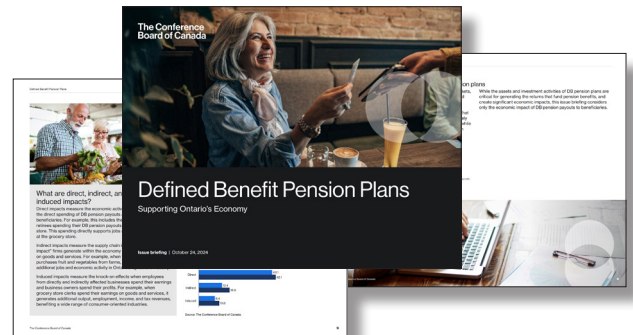 The Conference
Board of Canada
Defined Benefit Pension Plans
Supporting Ontario's Economy
Issue briefing | October 24, 2024
Defined Benefit Pension Plans
What are direct, indirect, an
induced impacts?
Direct impacts measure the economic activ
the direct spending of DB pension payouts.
beneficiaries. For example, this includes the
retirees spending their DB pension payouts
store. This spending directly supports jobs
at the grocery store.
Indirect impacts measure the supply chain
impact" firms generate within the economy
on goods and services. For example, when
purchases fruit and vegetables from farms,
additional jobs and economic activity in Onta
Induced impacts measure the knock-on effects when employees
from directly and indirectly affected businesses spend their earnings
and business owners spend their profits. For example, when
grocery store clerks spend their earnings on goods and services, it
generates additional output, employment, income, and tax revenues,
benefiting a wide range of consumer-oriented industries.
Direct
Indirect
Induced
Source: The Conference Board of Canada.
The Conference Board of Canada
ion plans
While the assets and investment activities of DB pension plans are
critical for generating the returns that fund pension benefits, and
create significant economic impacts, this issue briefing considers
only the economic impact of DB pension payouts to beneficiaries.